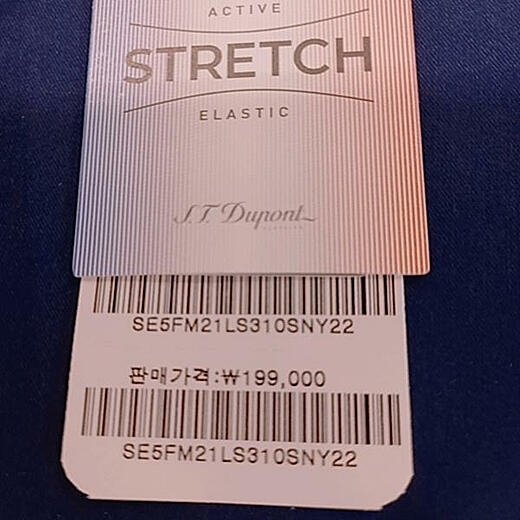 ACTIVE
STRETCH
ELASTIC
S.T. Dupont
SE5FM21LS310SNY22
판매가격:₩199,000
SE5FM21LS310SNY22